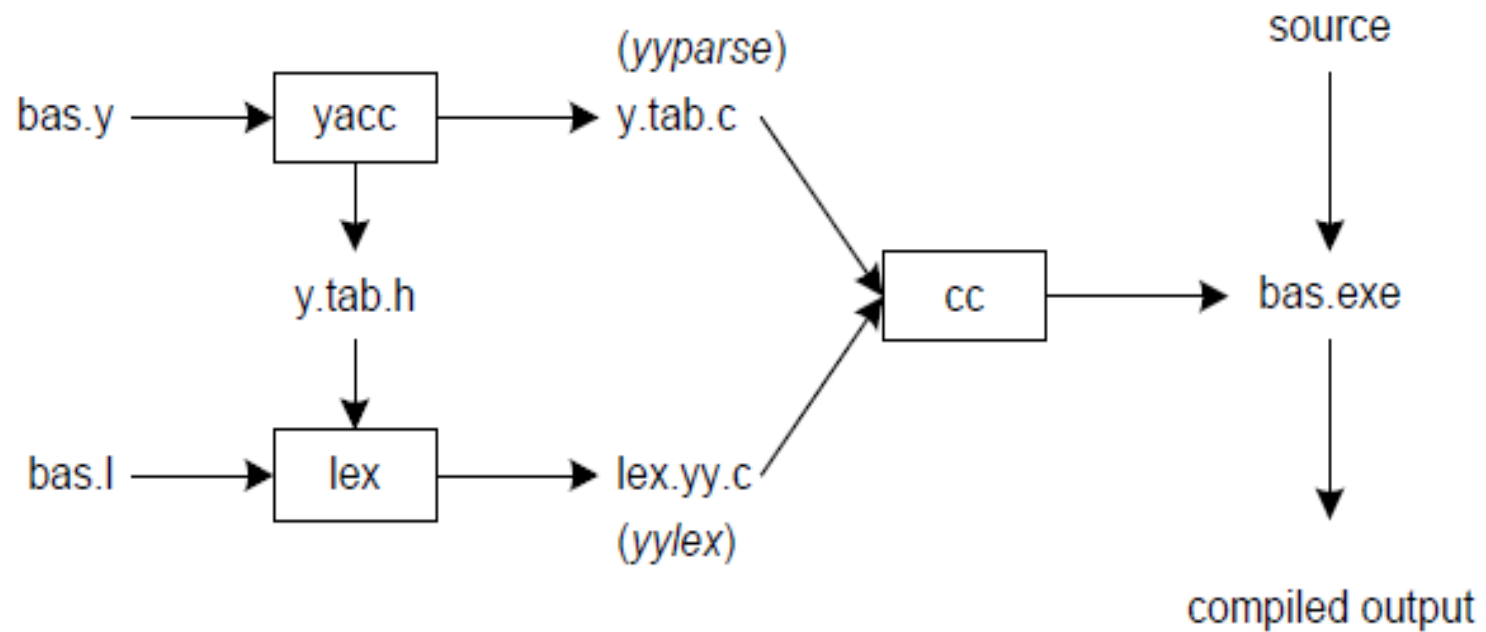 source
(yyparse)
bas.y
yacc
y.tab.c
y.tab.h
cc
bas.exe
bas.l
lex
lex.yy.c
(yylex)
compiled output